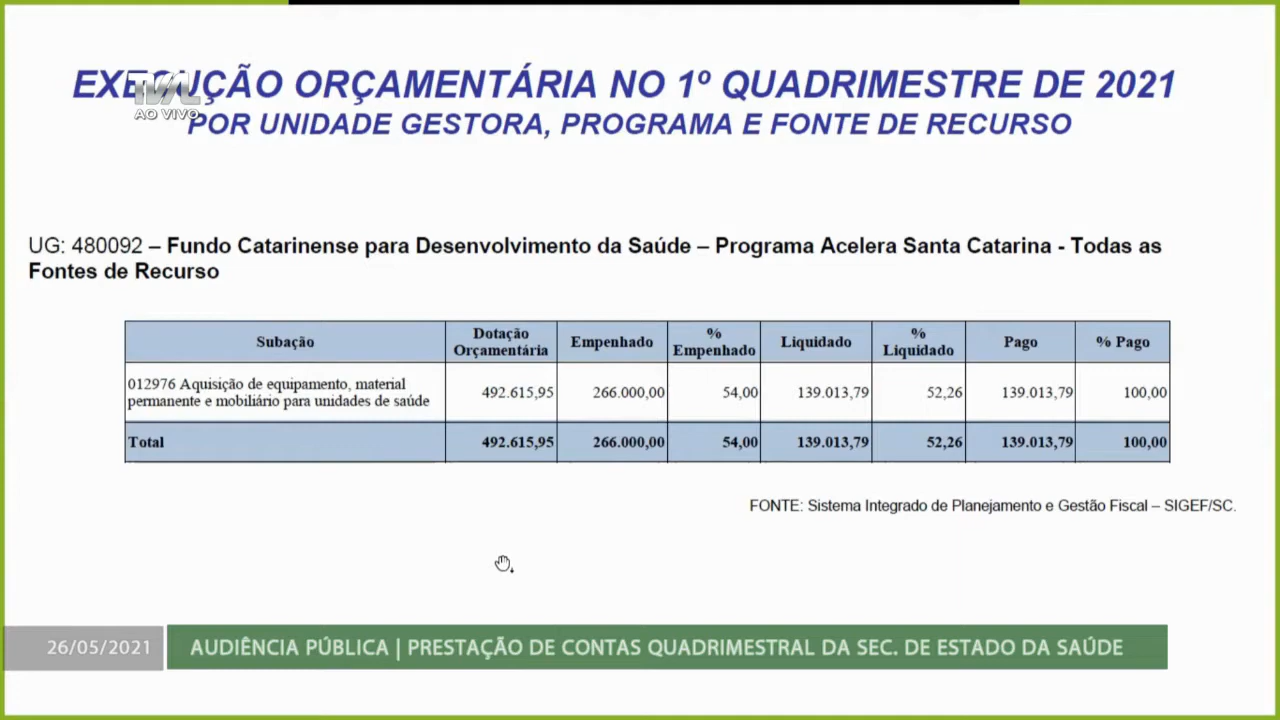 EXECUÇÃO ORÇAMENTÁRIA NO 1º QUADRIMESTRE DE 2021
TVAL
AO VIVO
POR UNIDADE GESTORA, PROGRAMA E FONTE DE RECURSO
UG: 480092 – Fundo Catarinense para Desenvolvimento da Saúde – Programa Acelera Santa Catarina - Todas as
Fontes de Recurso
Subação Dotação Orçamentária Empenhado % Empenhado Liquidado % Liquidado Pago % Pago
012976 Aquisição de equipamento, material
permanente e mobiliário para unidades de saúde 492.615,95 266.000,00 54,00 139.013,79 52,26 139.013,79 100,00
Total 492.615,95 266.000,00 54,00 139.013,79 52,26 139.013,79 100,00
FONTE: Sistema Integrado de Planejamento e Gestão Fiscal – SIGEF/SC.
26/05/2021 AUDIÊNCIA PÚBLICA | PRESTAÇÃO DE CONTAS QUADRIMESTRAL DA SEC. DE ESTADO DA SAÚDE